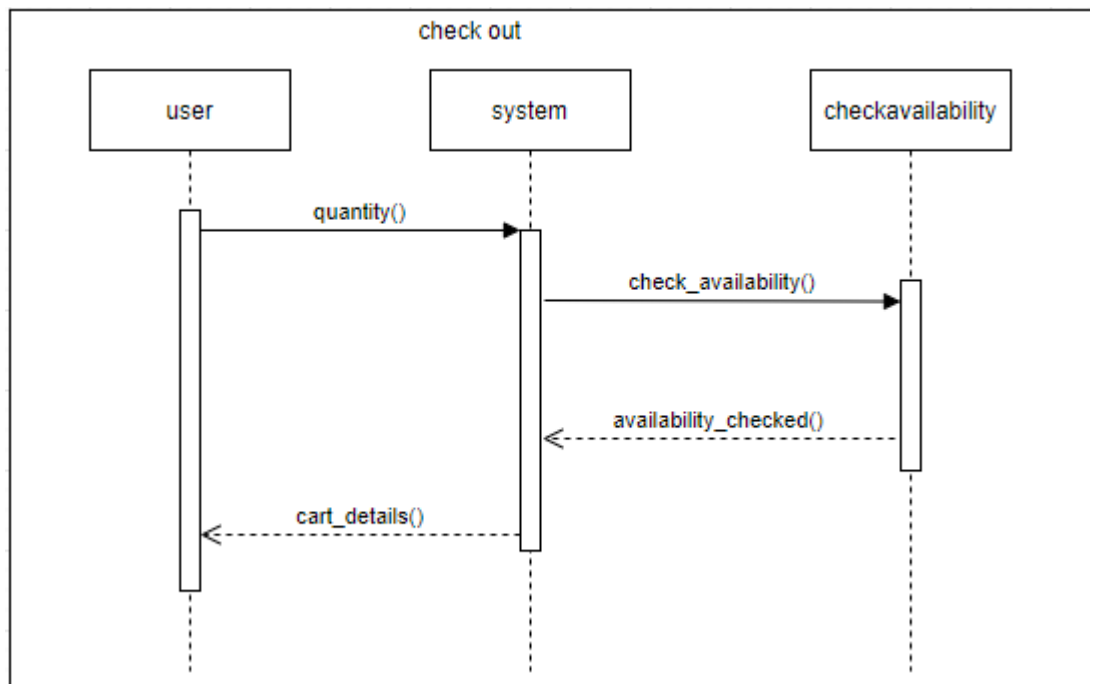 check out
user
system
checkavailability
quantity()
check_availability()
availability_checked()
cart_details()